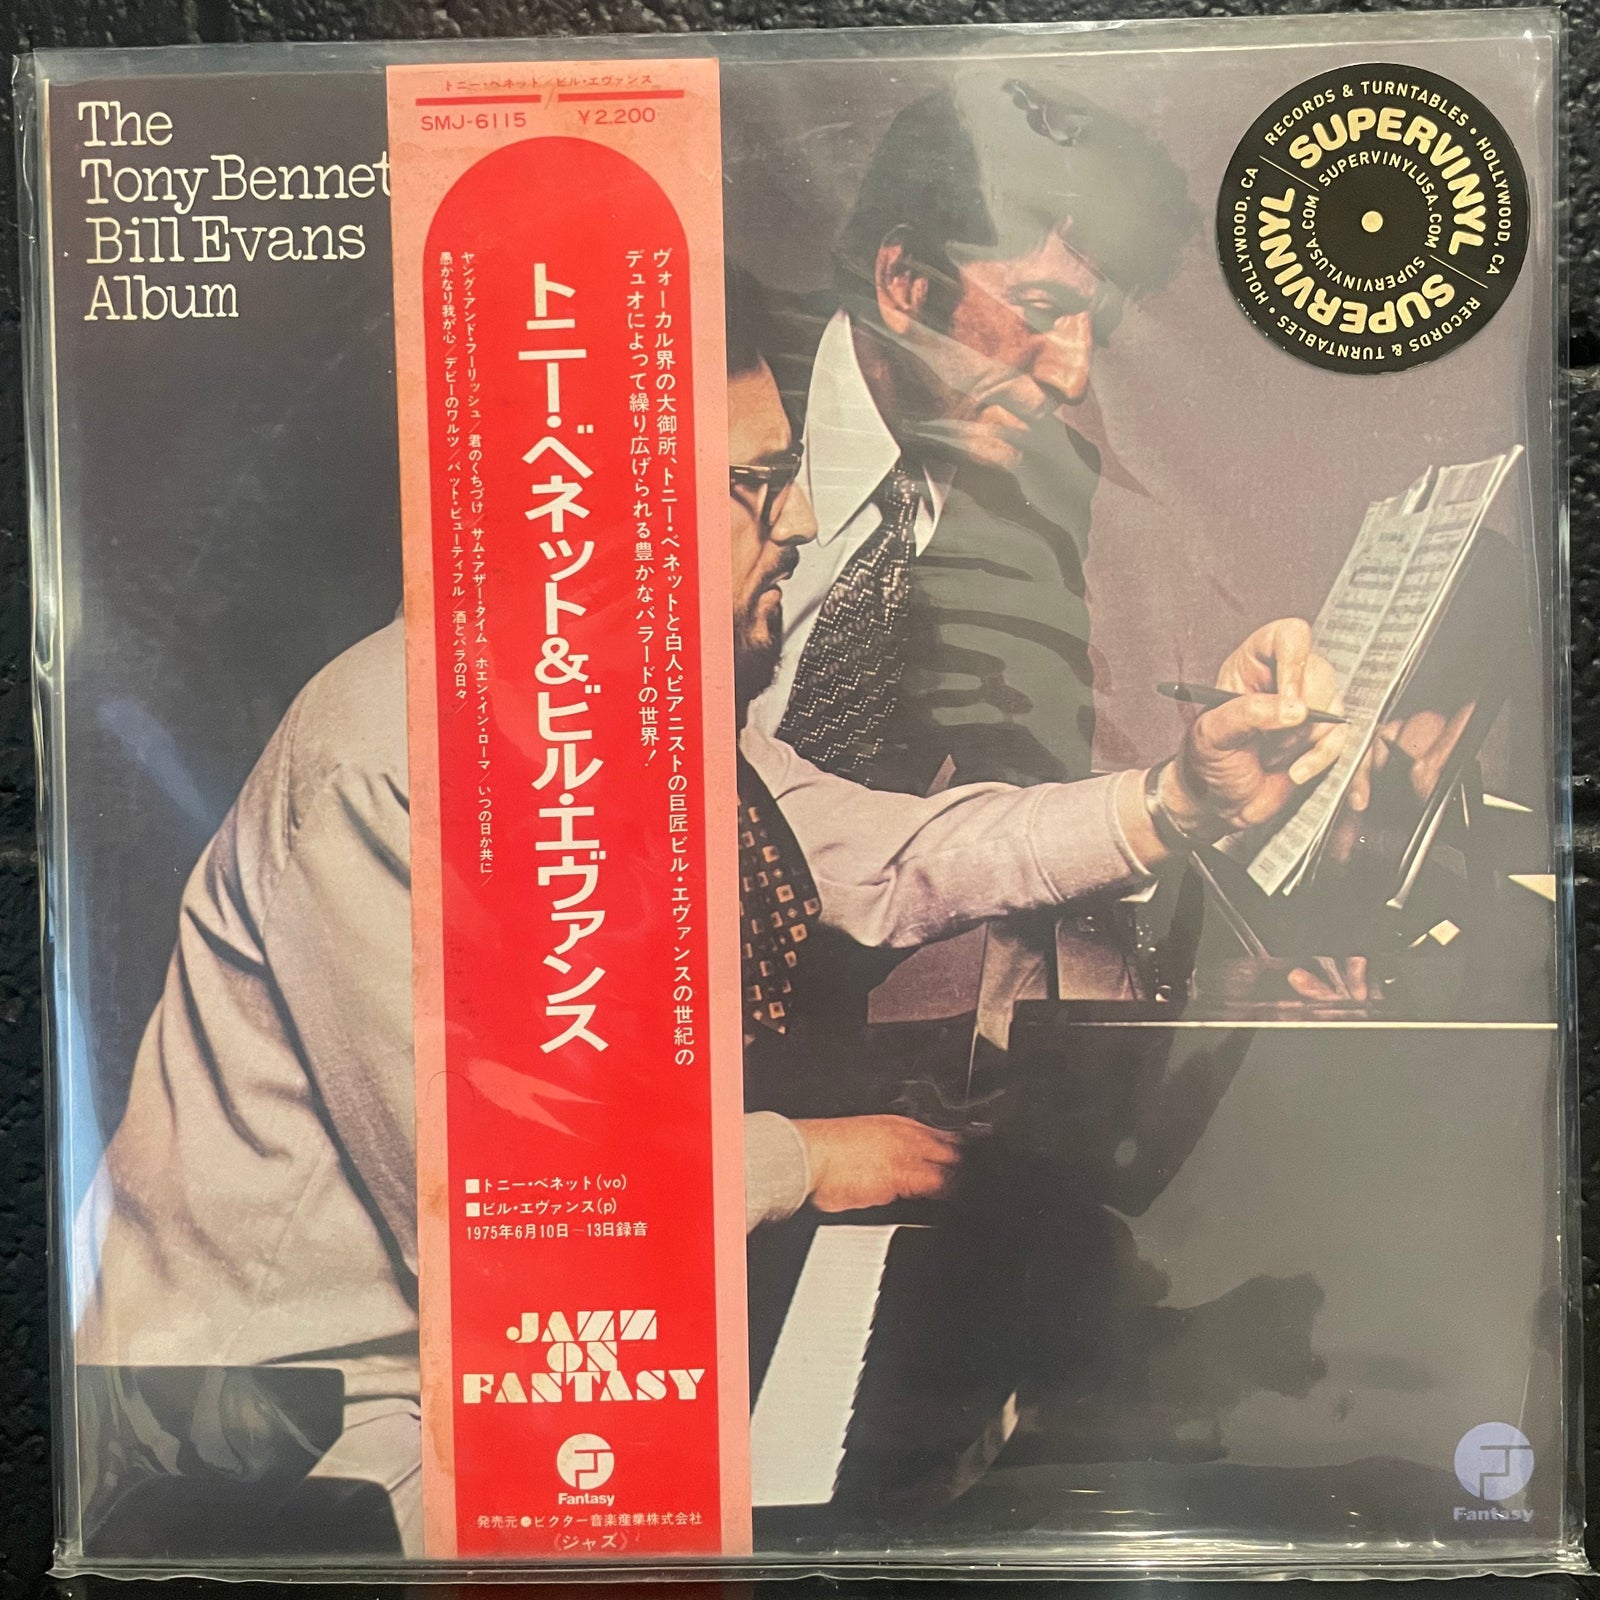 The
Tony Bennet
Bill Evans
Album
トニー・ベネット/ビル・エヴァンス
SMJ-6115 ¥2,200
ヴォーカル界の大御所、トニー・ベネットと白人ピアニストの巨匠ビル・エヴァンスの世紀の
デュオによって繰り広げられる豊かなバラードの世界!
トニー・ベネット&ビル・エヴァンス
ヤング・アンド・フーリッシュ/君のくちづけ/サム・アザー・タイム/ホエン・イン・ローマ/いつの日か共に/
愚かなり我が心/デビーのワルツ/バット・ビューティフル/酒とバラの日々/
■トニー・ベネット(vo)
■ビル・エヴァンス(p)
1975年6月10日~13日録音
JAZZ
ON
FANTASY
Fantasy
発売元●ビクター音楽産業株式会社
《ジャズ》
RECORDS & TURNTABLES • HOLLYWOOD, CA
SUPERVINYL
SUPERVINYLUSA.COM
RECORDS & TURNTABLES • HOLLYWOOD, CA
SUPERVINYL
SUPERVINYLUSA.COM
Fantasy